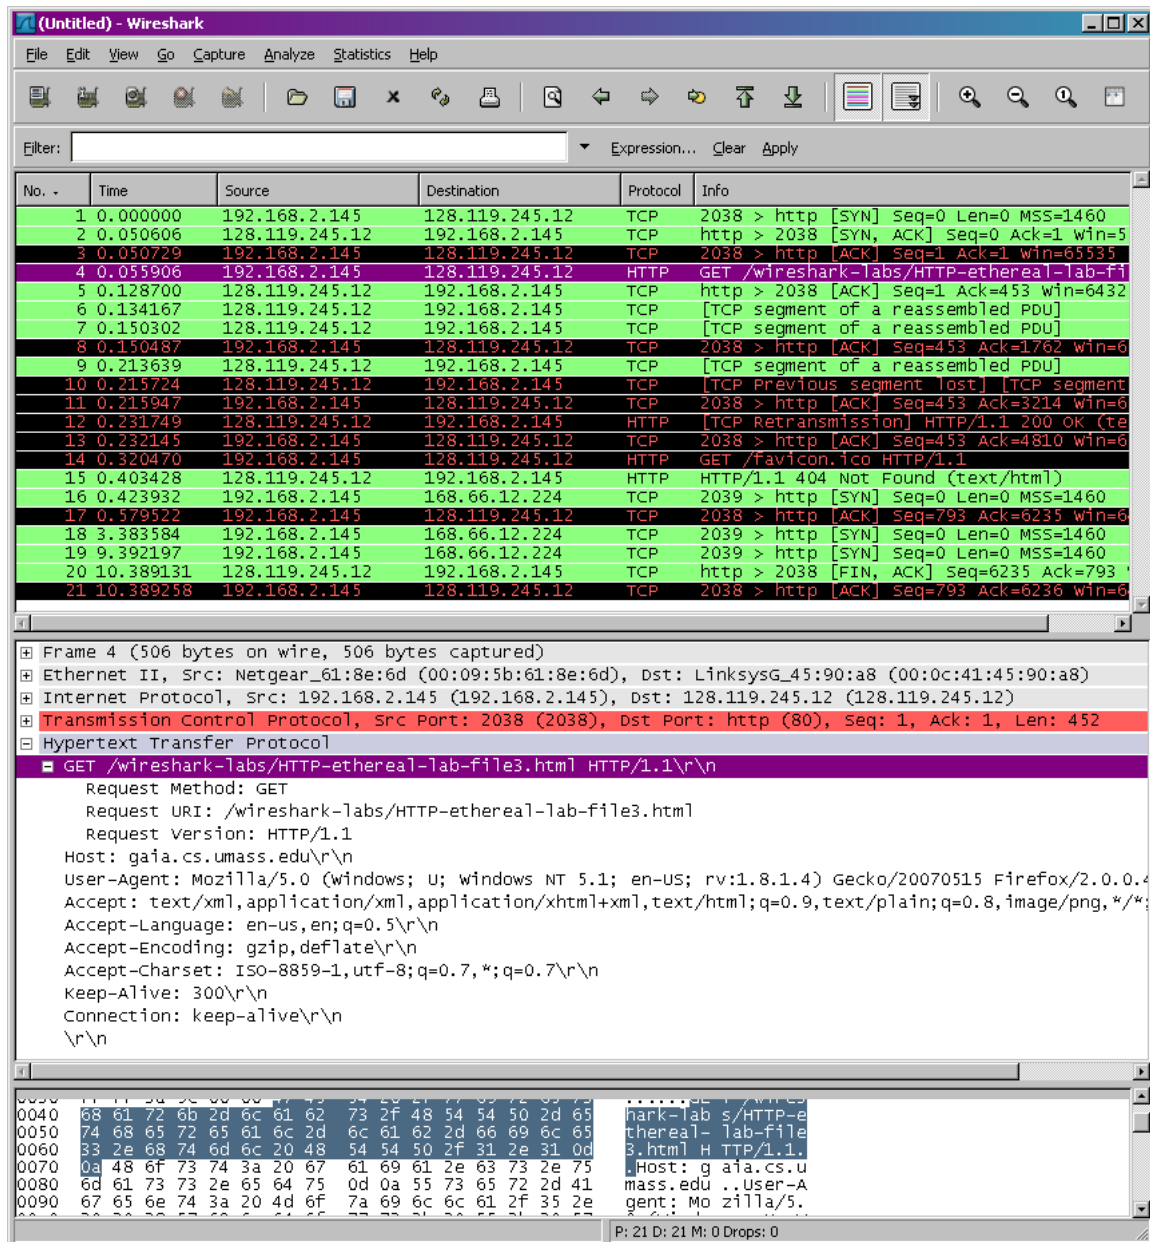 (Untitled) - Wireshark
File Edit View Go Capture Analyze Statistics Help
Filter: Expression... Clear Apply
No. Time Source Destination Protocol Info
1 0.000000 192.168.2.145 128.119.245.12 TCP 2038 > http [SYN] Seq=0 Len=0 MSS=1460
2 0.050606 128.119.245.12 192.168.2.145 TCP http > 2038 [SYN, ACK] Seq=0 Ack=1 Win=5
3 0.050729 192.168.2.145 128.119.245.12 TCP 2038 > http [ACK] Seq=1 Ack=1 Win=65535
4 0.055906 192.168.2.145 128.119.245.12 HTTP GET /wireshark-labs/HTTP-ethereal-lab-fi
5 0.128700 128.119.245.12 192.168.2.145 TCP http > 2038 [ACK] Seq=1 Ack=453 Win=6432
6 0.134167 128.119.245.12 192.168.2.145 TCP [TCP segment of a reassembled PDU]
7 0.150302 128.119.245.12 192.168.2.145 TCP [TCP segment of a reassembled PDU]
8 0.150487 192.168.2.145 128.119.245.12 TCP 2038 > http [ACK] Seq=453 Ack=1762 Win=6
9 0.213639 128.119.245.12 192.168.2.145 TCP [TCP segment of a reassembled PDU]
10 0.215724 128.119.245.12 192.168.2.145 TCP [TCP Previous segment lost] [TCP segment
11 0.215947 192.168.2.145 128.119.245.12 TCP 2038 > http [ACK] Seq=453 Ack=3214 Win=6
12 0.231749 128.119.245.12 192.168.2.145 HTTP [TCP Retransmission] HTTP/1.1 200 OK (te
13 0.232145 192.168.2.145 128.119.245.12 TCP 2038 > http [ACK] Seq=453 Ack=4810 Win=6
14 0.320470 192.168.2.145 128.119.245.12 HTTP GET /favicon.ico HTTP/1.1
15 0.403428 128.119.245.12 192.168.2.145 HTTP HTTP/1.1 404 Not Found (text/html)
16 0.423932 192.168.2.145 168.66.12.224 TCP 2039 > http [SYN] Seq=0 Len=0 MSS=1460
17 0.579522 192.168.2.145 128.119.245.12 TCP 2038 > http [ACK] Seq=793 Ack=6235 Win=6
18 3.383584 192.168.2.145 168.66.12.224 TCP 2039 > http [SYN] Seq=0 Len=0 MSS=1460
19 9.392197 192.168.2.145 168.66.12.224 TCP 2039 > http [SYN] Seq=0 Len=0 MSS=1460
20 10.389131 128.119.245.12 192.168.2.145 TCP http > 2038 [FIN, ACK] Seq=6235 Ack=793
21 10.389258 192.168.2.145 128.119.245.12 TCP 2038 > http [ACK] Seq=793 Ack=6236 Win=6
Frame 4 (506 bytes on wire, 506 bytes captured)
Ethernet II, Src: Netgear_61:8e:6d (00:09:5b:61:8e:6d), Dst: LinksysG_45:90:a8 (00:0c:41:45:90:a8)
Internet Protocol, Src: 192.168.2.145 (192.168.2.145), Dst: 128.119.245.12 (128.119.245.12)
Transmission Control Protocol, Src Port: 2038 (2038), Dst Port: http (80), Seq: 1, Ack: 1, Len: 452
Hypertext Transfer Protocol
GET /wireshark-labs/HTTP-ethereal-lab-file3.html HTTP/1.1\r\n
Request Method: GET
Request URI: /wireshark-labs/HTTP-ethereal-lab-file3.html
Request Version: HTTP/1.1
Host: gaia.cs.umass.edu\r\n
User-Agent: Mozilla/5.0 (Windows; U; Windows NT 5.1; en-US; rv:1.8.1.4) Gecko/20070515 Firefox/2.0.0.4
Accept: text/xml,application/xml,application/xhtml+xml,text/html;q=0.9,text/plain;q=0.8,image/png,*/*;
Accept-Language: en-us,en;q=0.5\r\n
Accept-Encoding: gzip,deflate\r\n
Accept-Charset: ISO-8859-1,utf-8;q=0.7,*;q=0.7\r\n
Keep-Alive: 300\r\n
Connection: keep-alive\r\n
\r\n
0040 68 61 72 6b 2d 6c 61 62 73 2f 48 54 54 50 2d 65 hark-lab s/HTTP-e
0050 74 68 65 72 65 61 6c 2d 6c 61 62 2d 66 69 6c 65 thereal- lab-file
0060 33 2e 68 74 6d 6c 20 48 54 54 50 2f 31 2e 31 0d 3.html H TTP/1.1.
0070 0a 48 6f 73 74 3a 20 67 61 69 61 2e 63 73 2e 75 .Host: g aia.cs.u
0080 6d 61 73 73 2e 65 64 75 0d 0a 55 73 65 72 2d 41 mass.edu ..User-A
0090 67 65 6e 74 3a 20 4d 6f 7a 69 6c 6c 61 2f 35 2e gent: Mo zilla/5.
P: 21 D: 21 M: 0 Drops: 0